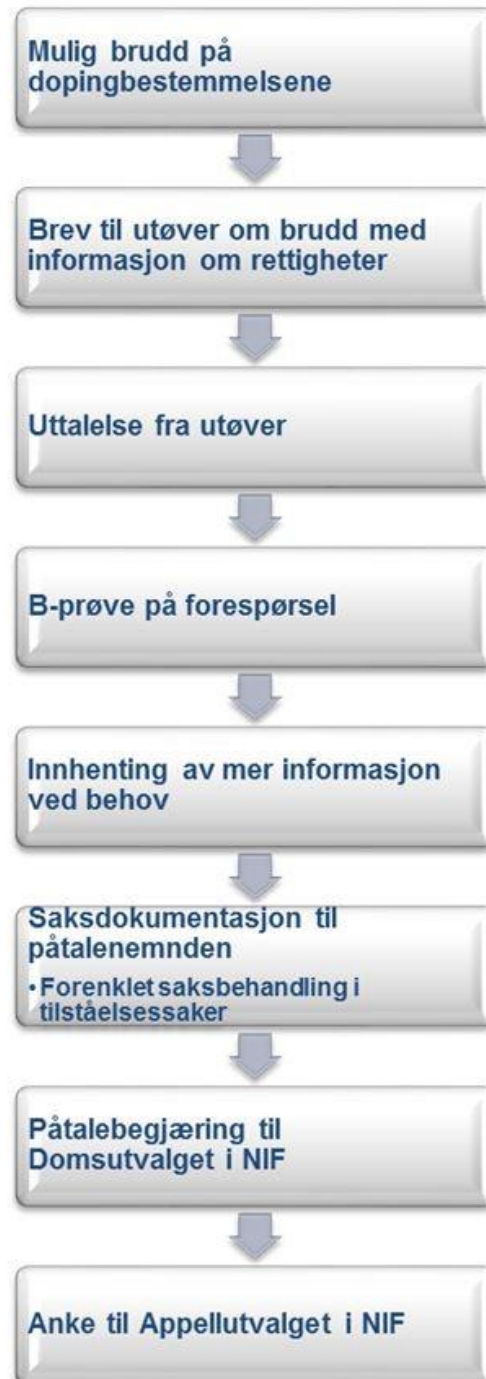 Mulig brudd på
dopingbestemmelsene
Brev til utøver om brudd med
informasjon om rettigheter
Uttalelse fra utøver
B-prøve på forespørsel
Innhenting av mer informasjon
ved behov
Saksdokumentasjon til
påtalenemnden
•Forenklet saksbehandling i
tilståelsessaker
Påtalebegjæring til
Domsutvalget i NIF
Anke til Appellutvalget i NIF